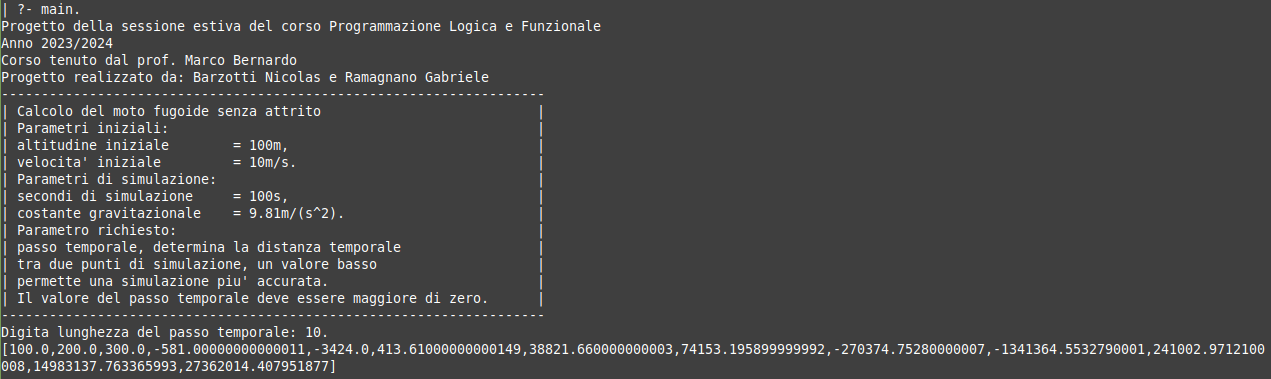 | ?- main.
Progetto della sessione estiva del corso Programmazione Logica e Funzionale
Anno 2023/2024
Corso tenuto dal prof. Marco Bernardo
Progetto realizzato da: Barzotti Nicolas e Ramagnano Gabriele
--------------------------------------------------------------------
| Calcolo del moto fugoide senza attrito                           |
| Parametri iniziali:                                              |
| altitudine iniziale        = 100m,                               |
| velocita' iniziale         = 10m/s.                              |
| Parametri di simulazione:                                        |
| secondi di simulazione     = 100s,                               |
| costante gravitazionale    = 9.81m/(s^2).                        |
| Parametro richiesto:                                             |
| passo temporale, determina la distanza temporale                 |
| tra due punti di simulazione, un valore basso                    |
| permette una simulazione piu' accurata.                          |
| Il valore del passo temporale deve essere maggiore di zero.      |
--------------------------------------------------------------------
Digita lunghezza del passo temporale: 10.
[100.0,200.0,300.0,-581.00000000000011,-3424.0,413.61000000000149,38821.660000000003,74153.195899999992,-270374.75280000007,-1341364.5532790001,241002.9712100
008,14983137.763365993,27362014.407951877]